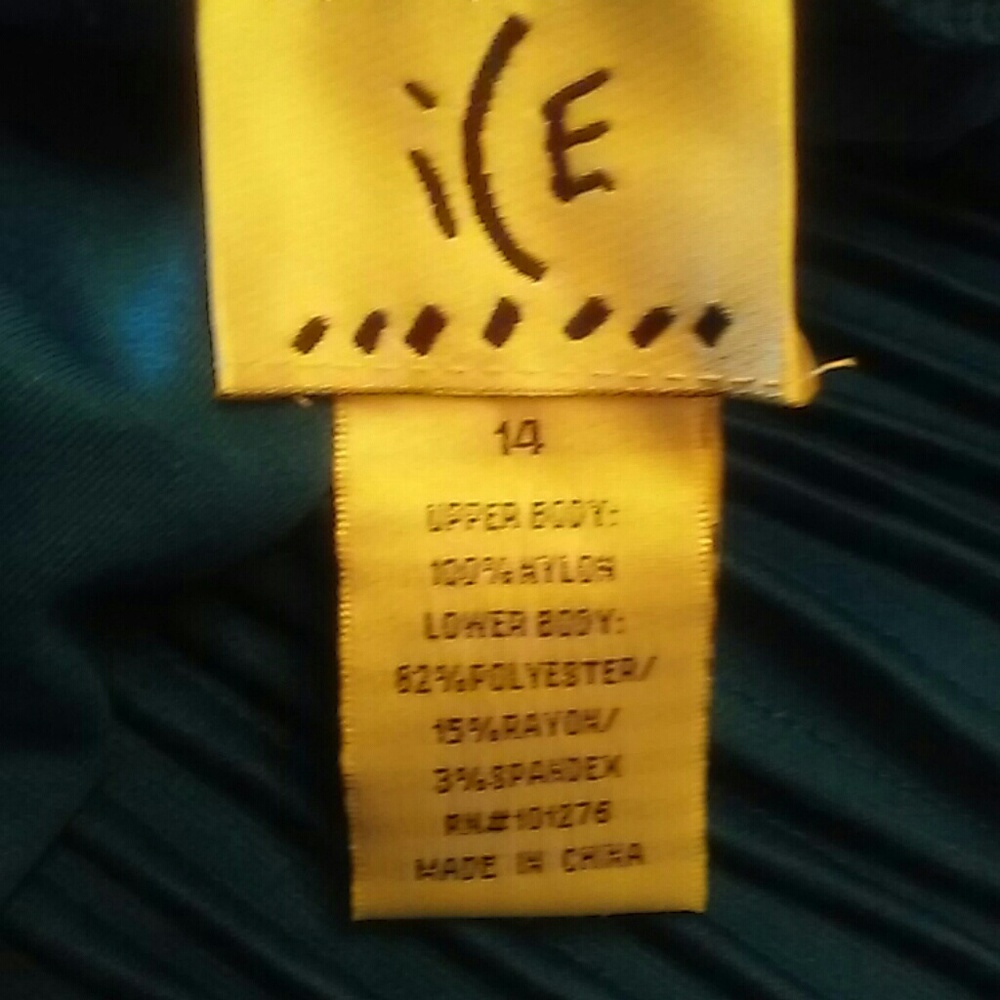 iCE
14
UPPER BODY:
100%NYLON
LOWER BODY:
82%POLYESTER/
15%RAYON/
3%SPANDEX
RN#101276
MADE IN CHINA